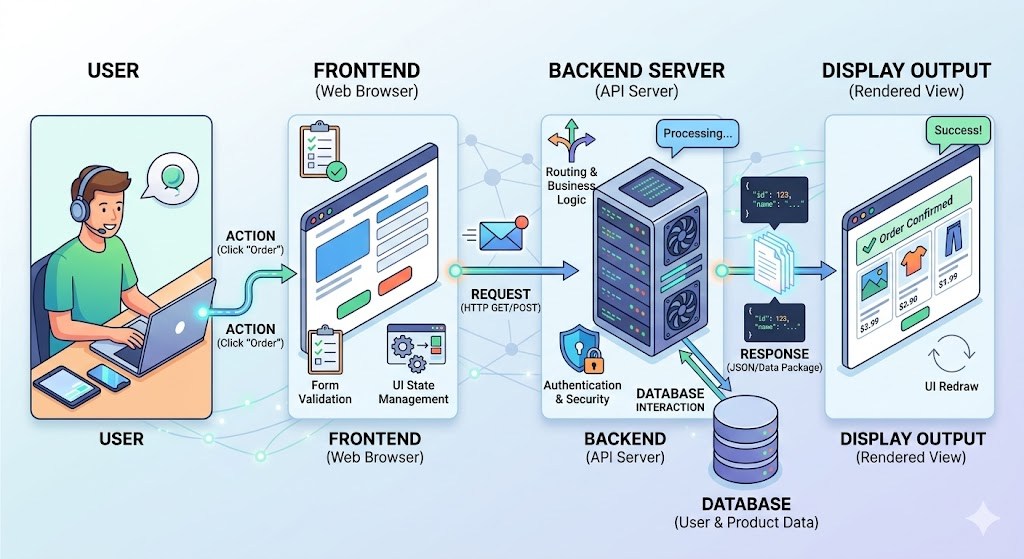 USER
FRONTEND
(Web Browser)
BACKEND SERVER
(API Server)
DISPLAY OUTPUT
(Rendered View)
ACTION
(Click "Order")
ACTION
(Click "Order")
Form
Validation
UI State
Management
REQUEST
(HTTP GET/POST)
Routing &
Business
Logic
Processing...
Authentication
& Security
DATABASE
INTERACTION
{
"id": 123,
"name": "..."
}
{
"id": 123,
"name": "..."
}
RESPONSE
(JSON/Data Package)
Success!
Order Confirmed
$3.99
$2.90
$1.99
UI Redraw
USER
FRONTEND
(Web Browser)
BACKEND
(API Server)
DISPLAY OUTPUT
(Rendered View)
DATABASE
(User & Product Data)